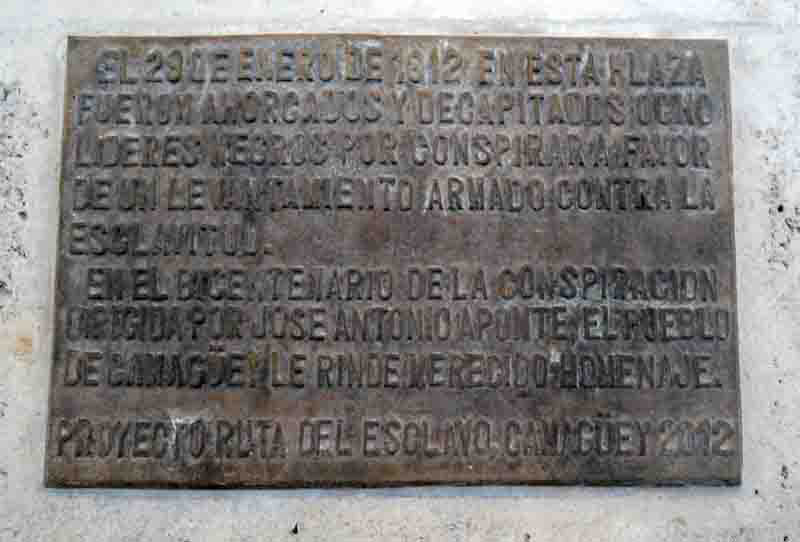 EL 29 DE ENERO DE 1812 EN ESTA PLAZA
FUERON AHORCADOS Y DECAPITADOS OCHO
LIDERES NEGROS POR CONSPIRAR A FAVOR
DE UN LEVANTAMIENTO ARMADO CONTRA LA
ESCLAVITUD.
EN EL BICENTENARIO DE LA CONSPIRACION
DIRIGIDA POR JOSE ANTONIO APONTE, EL PUEBLO
DE CAMAGÜEY LE RINDE MERECIDO HOMENAJE.
PROYECTO RUTA DEL ESCLAVO. CAMAGÜEY 2012